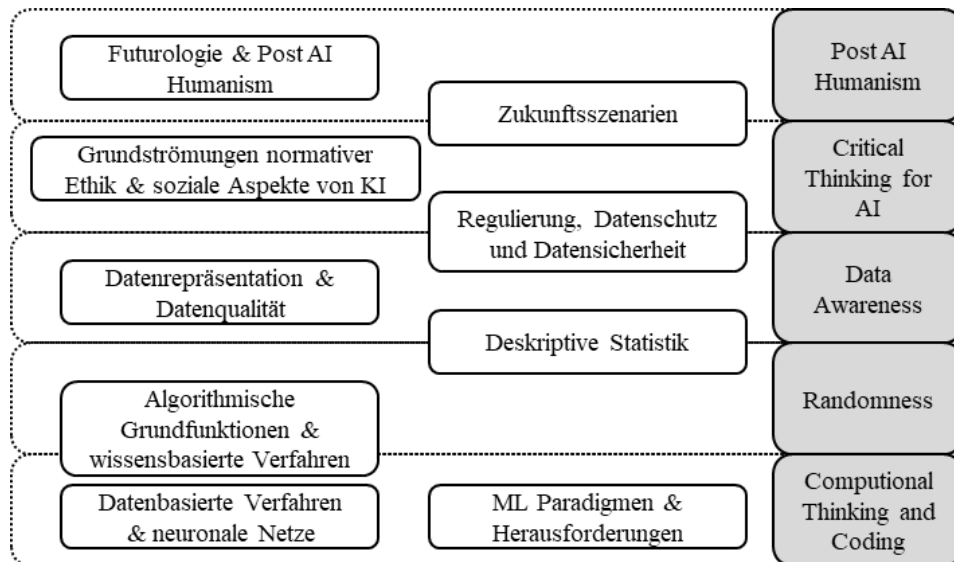 Futurologie & Post AI
Humanism
Post AI
Humanism
Zukunftsszenarien
Grundströmungen normativer
Ethik & soziale Aspekte von KI
Critical
Thinking for
AI
Regulierung, Datenschutz
und Datensicherheit
Datenrepräsentation &
Datenqualität
Data
Awareness
Deskriptive Statistik
Algorithmische
Grundfunktionen &
wissensbasierte Verfahren
Randomness
Datenbasierte Verfahren
& neuronale Netze
ML Paradigmen &
Herausforderungen
Computional
Thinking and
Coding